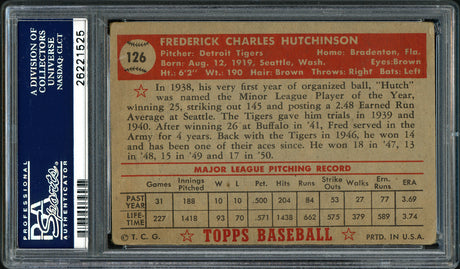 A DIVISION OF
COLLECTORS
UNIVERSE
NASDAQ: CLCT
26221525
PSA
Sports
PROFESSIONAL
AUTHENTICATOR
126
FREDERICK CHARLES HUTCHINSON
Pitcher: Detroit Tigers Home: Bradenton, Fla.
Born: Aug. 12, 1919, Seattle, Wash. Eyes: Brown
Ht.: 6'2" Wt.: 190 Hair: Brown Throws: Right Bats: Left
In 1938, his very first year of organized ball, "Hutch"
was named the Minor League Player of the Year,
winning 25, striking out 145 and posting a 2.48 Earned Run
Average at Seattle. The Tigers gave him trials in 1939
and 1940. After winning 26 at Buffalo in '41, Fred served in the
Army for 4 years. Back with the Tigers in 1946, he won 14
and has been one of their aces since. He won 18 in '47, 13
in '48, 15 in '49 and 17 in '50.
MAJOR LEAGUE PITCHING RECORD
Games Innings W & L Pct. Hits Runs Strike Outs Walks Ern. Runs ERA
PAST YEAR 31 188 10 10 .500 204 84 53 27 77 3.69
LIFE-TIME 227 1418 93 70 .571 1438 662 579 379 589 3.74
© T. C. G. TOPPS BASEBALL PRTD. IN U.S.A.